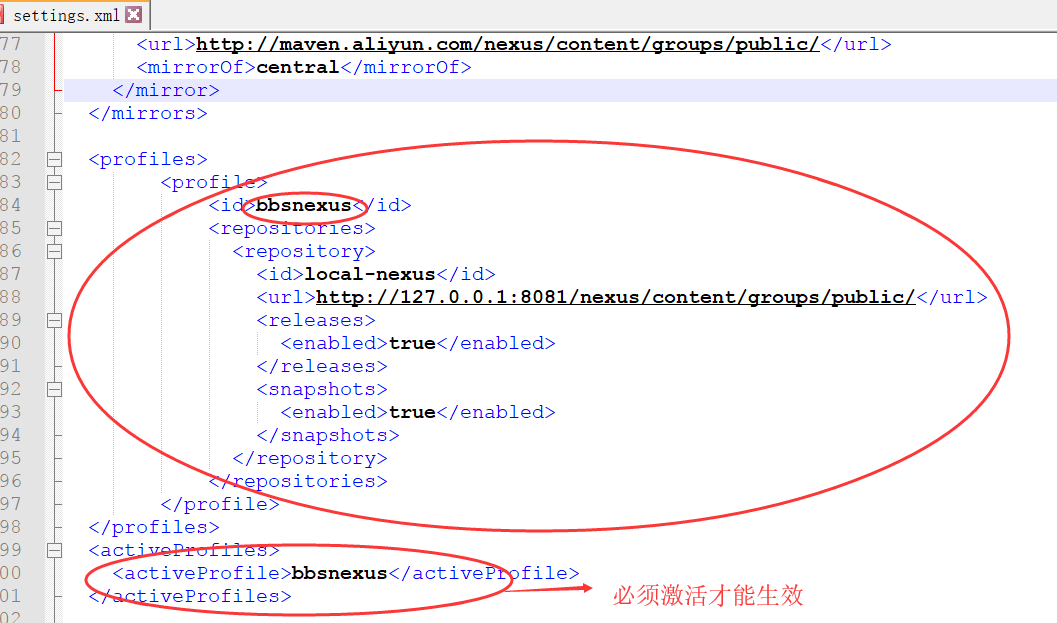 settings.xml
77 <url>http://maven.aliyun.com/nexus/content/groups/public/</url>
78 <mirrorOf>central</mirrorOf>
79 </mirror>
80 </mirrors>
81
82 <profiles>
83 <profile>
84 <id>bbsnexus</id>
85 <repositories>
86 <repository>
87 <id>local-nexus</id>
88 <url>http://127.0.0.1:8081/nexus/content/groups/public/</url>
89 <releases>
90 <enabled>true</enabled>
91 </releases>
92 <snapshots>
93 <enabled>true</enabled>
94 </snapshots>
95 </repository>
96 </repositories>
97 </profile>
98 </profiles>
99 <activeProfiles>
00 <activeProfile>bbsnexus</activeProfile>
01 </activeProfiles>
必须激活才能生效
02